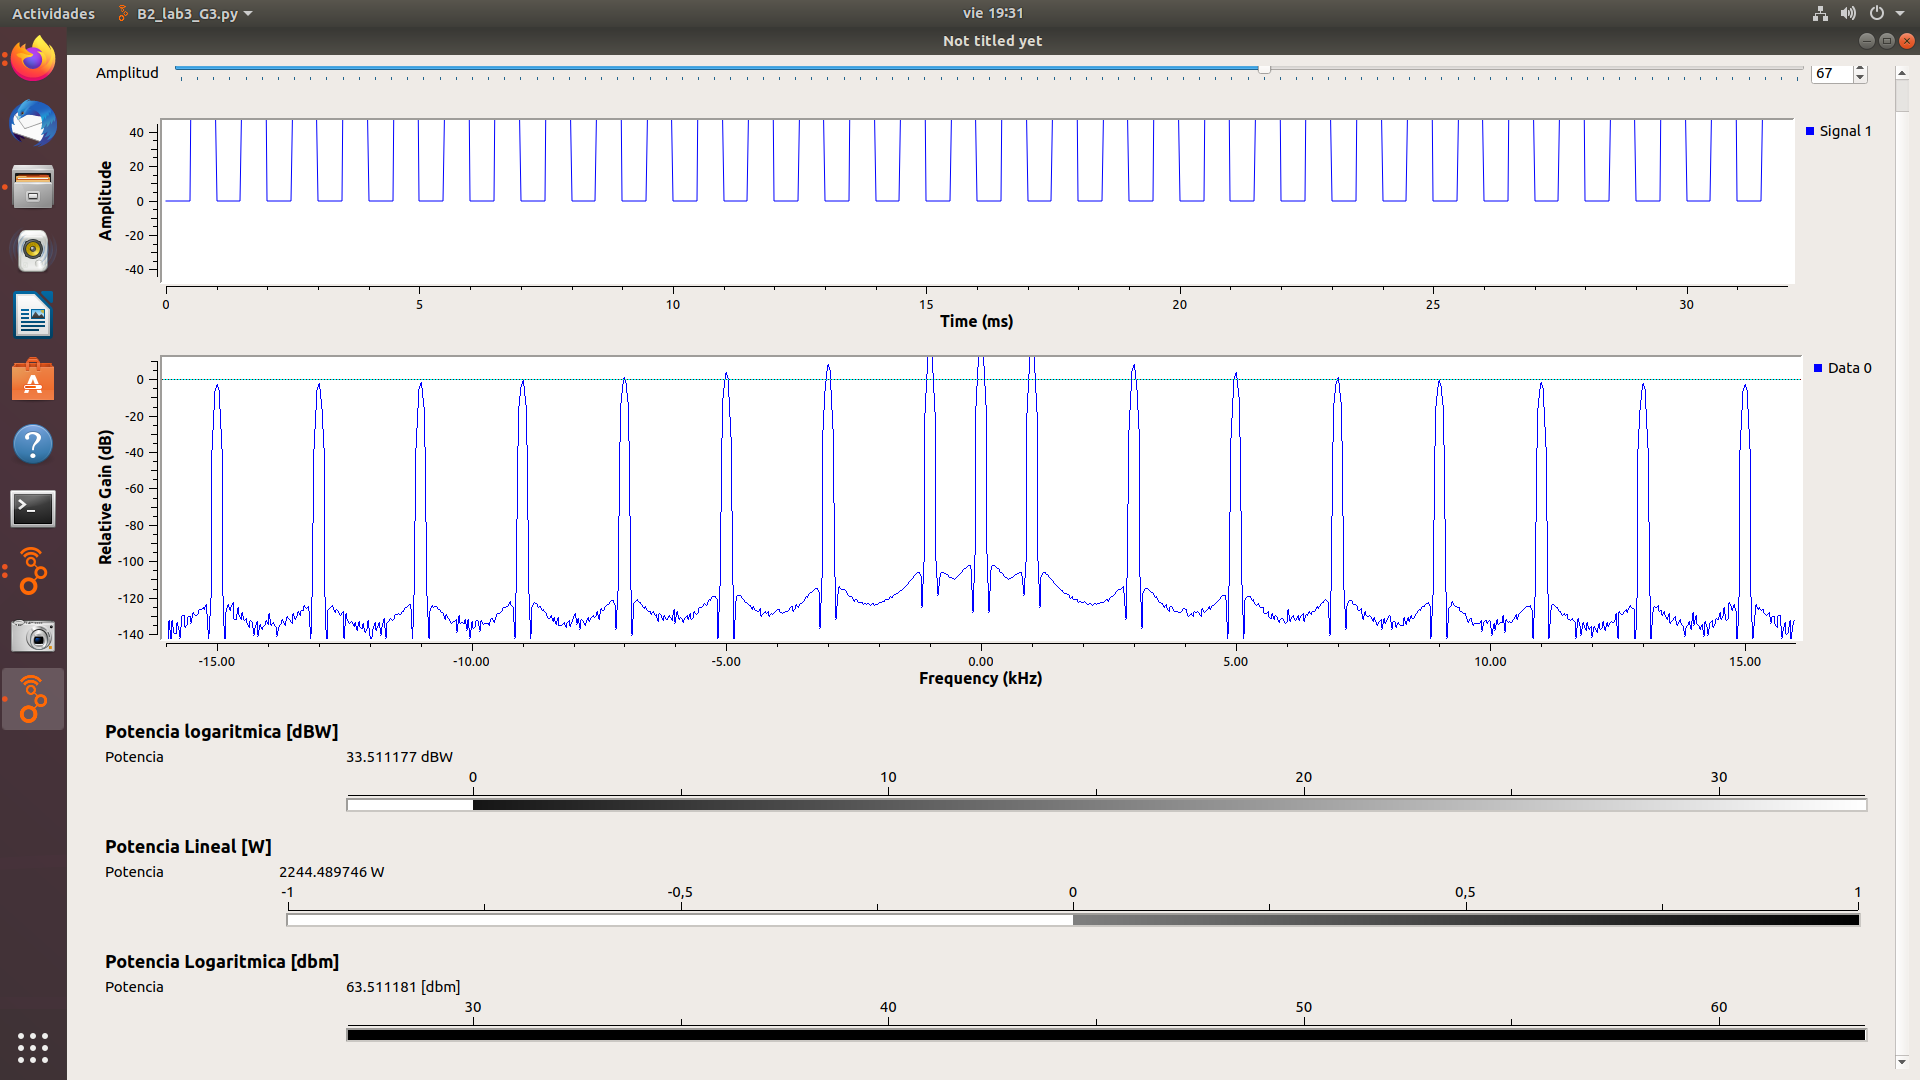 Actividades B2_lab3_G3.py vie 19:31
Not titled yet
Amplitud 67
40
20
0
-20
-40
Amplitude
Signal 1
0 5 10 15 20 25 30
Time (ms)
0
-20
-40
-60
-80
-100
-120
-140
Relative Gain (dB)
Data 0
-15.00 -10.00 -5.00 0.00 5.00 10.00 15.00
Frequency (kHz)
Potencia logaritmica [dBW]
Potencia 33.511177 dBW
0 10 20 30
Potencia Lineal [W]
Potencia 2244.489746 W
-1 -0,5 0 0,5 1
Potencia Logaritmica [dbm]
Potencia 63.511181 [dbm]
30 40 50 60